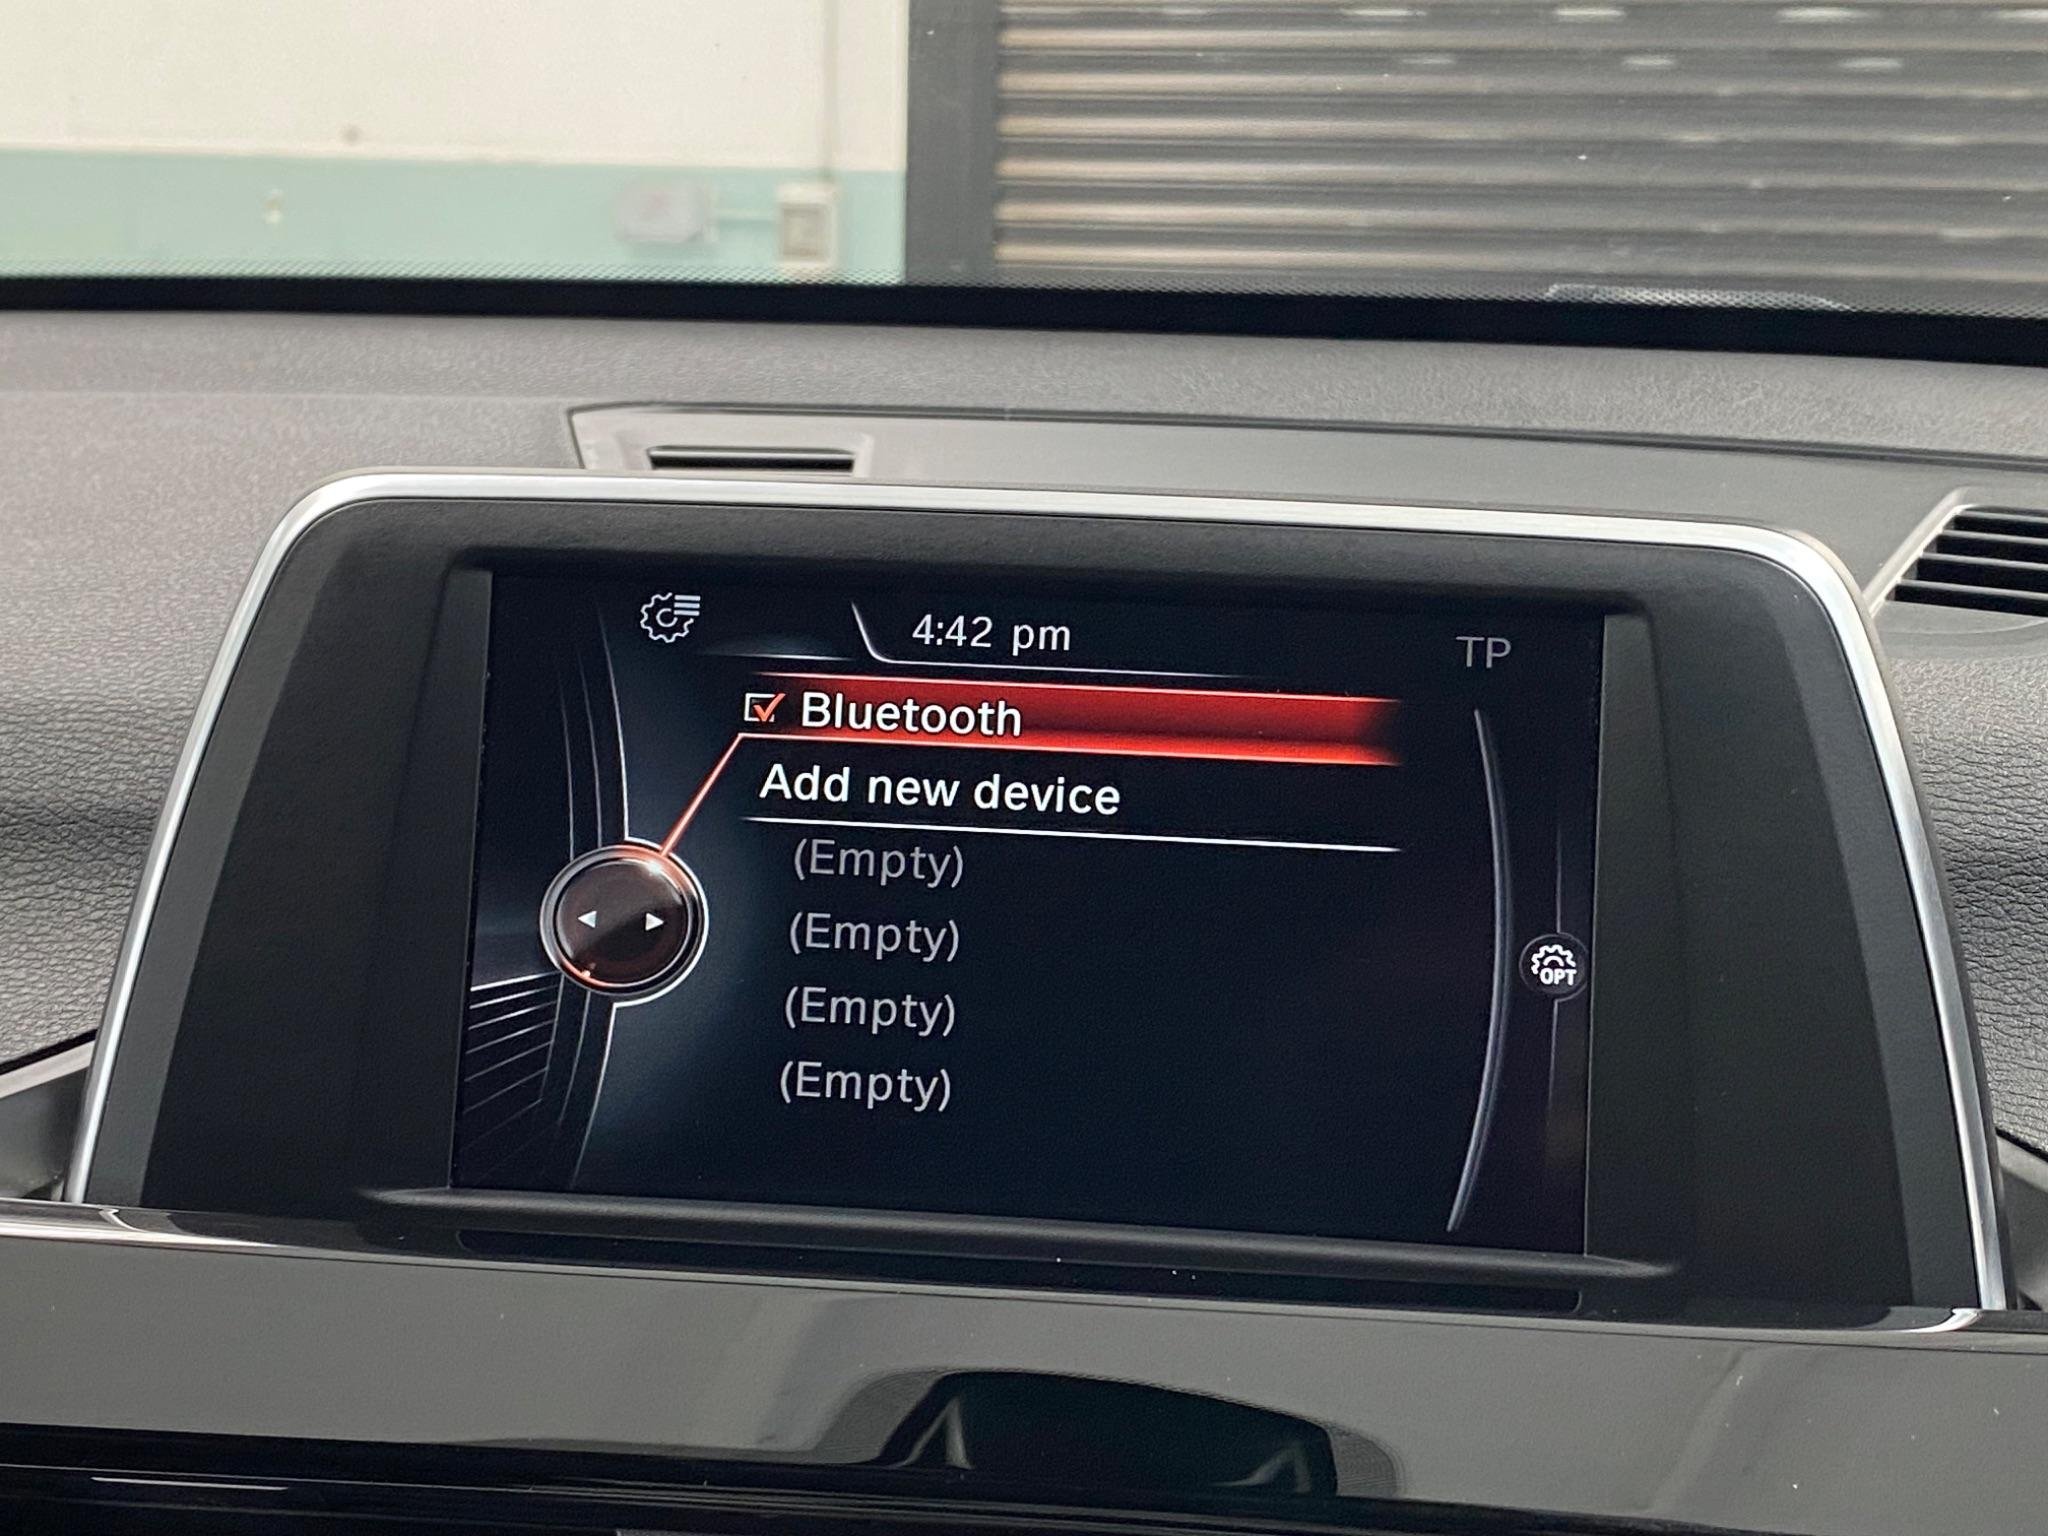 4:42 pm
TP
Bluetooth
Add new device
(Empty)
(Empty)
OPT
(Empty)
(Empty)